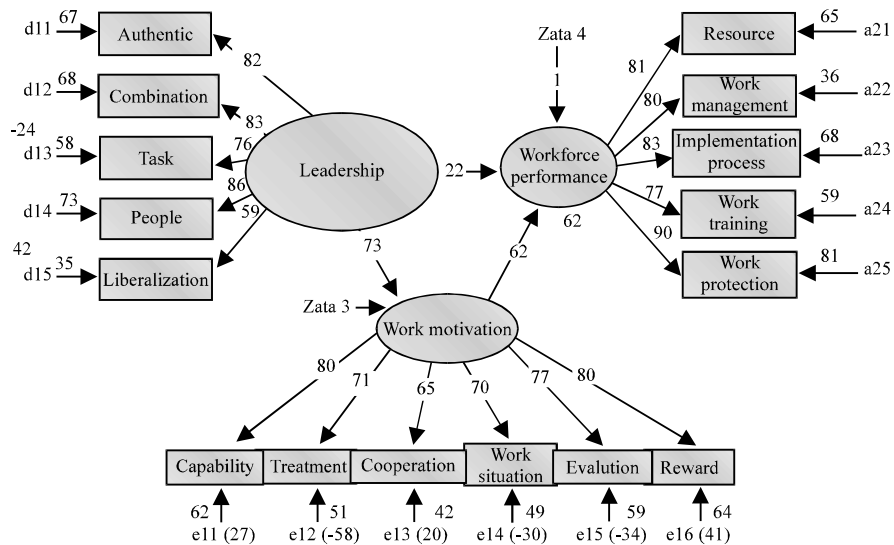 67
d11
Authentic
82
68
d12
Combination
83
-24
58
d13
Task
76
73
d14
People
86
42
35
d15
Liberalization
59
Leadership
22
73
Zata 4
1
Workforce
performance
62
62
81
Resource
65
a21
80
Work
management
36
a22
83
Implementation
process
68
a23
77
Work
training
59
a24
90
Work
protection
81
a25
Zata 3
Work motivation
80
71
65
70
77
80
Capability
Treatment
Cooperation
Work
situation
Evalution
Reward
62
51
42
49
59
64
e11 (27)
e12 (-58)
e13 (20)
e14 (-30)
e15 (-34)
e16 (41)